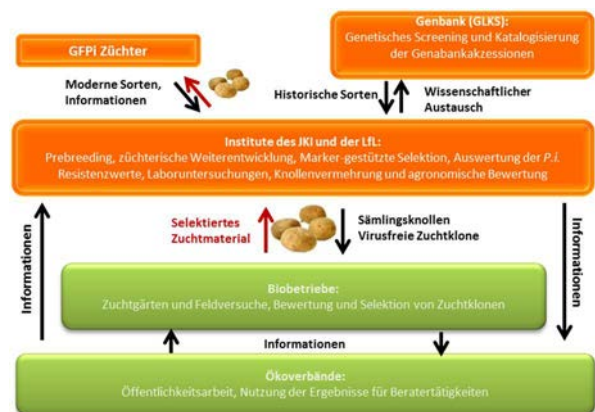 GFPi Züchter
Genbank (GLKS):
Genetisches Screening und Katalogisierung
der Genabankakzessionen
Moderne Sorten,
Informationen
Historische Sorten
Wissenschaftlicher
Austausch
Institute des JKI und der LfL:
Prebreeding, züchterische Weiterentwicklung, Marker-gestützte Selektion, Auswertung der P.i.
Resistenzwerte, Laboruntersuchungen, Knollenvermehrung und agronomische Bewertung
Informationen
Selektiertes
Zuchtmaterial
Sämlingsknollen
Virusfreie Zuchtklone
Informationen
Biobetriebe:
Zuchtgärten und Feldversuche, Bewertung und Selektion von Zuchtklonen
Informationen
Ökoverbände:
Öffentlichkeitsarbeit, Nutzung der Ergebnisse für Beratertätigkeiten